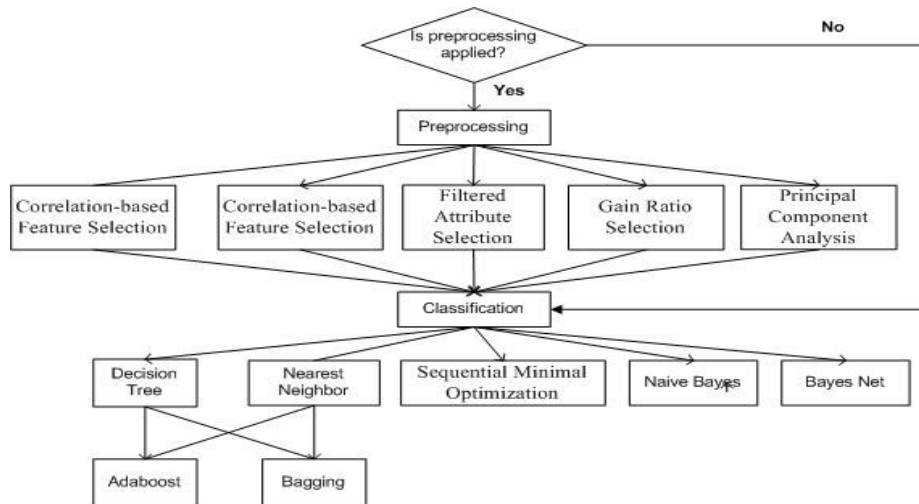 Is preprocessing
applied?
No
Yes
Preprocessing
Correlation-based
Feature Selection
Correlation-based
Feature Selection
Filtered
Attribute
Selection
Gain Ratio
Selection
Principal
Component
Analysis
Classification
Decision
Tree
Nearest
Neighbor
Sequential Minimal
Optimization
Naive Bayes
Bayes Net
Adaboost
Bagging